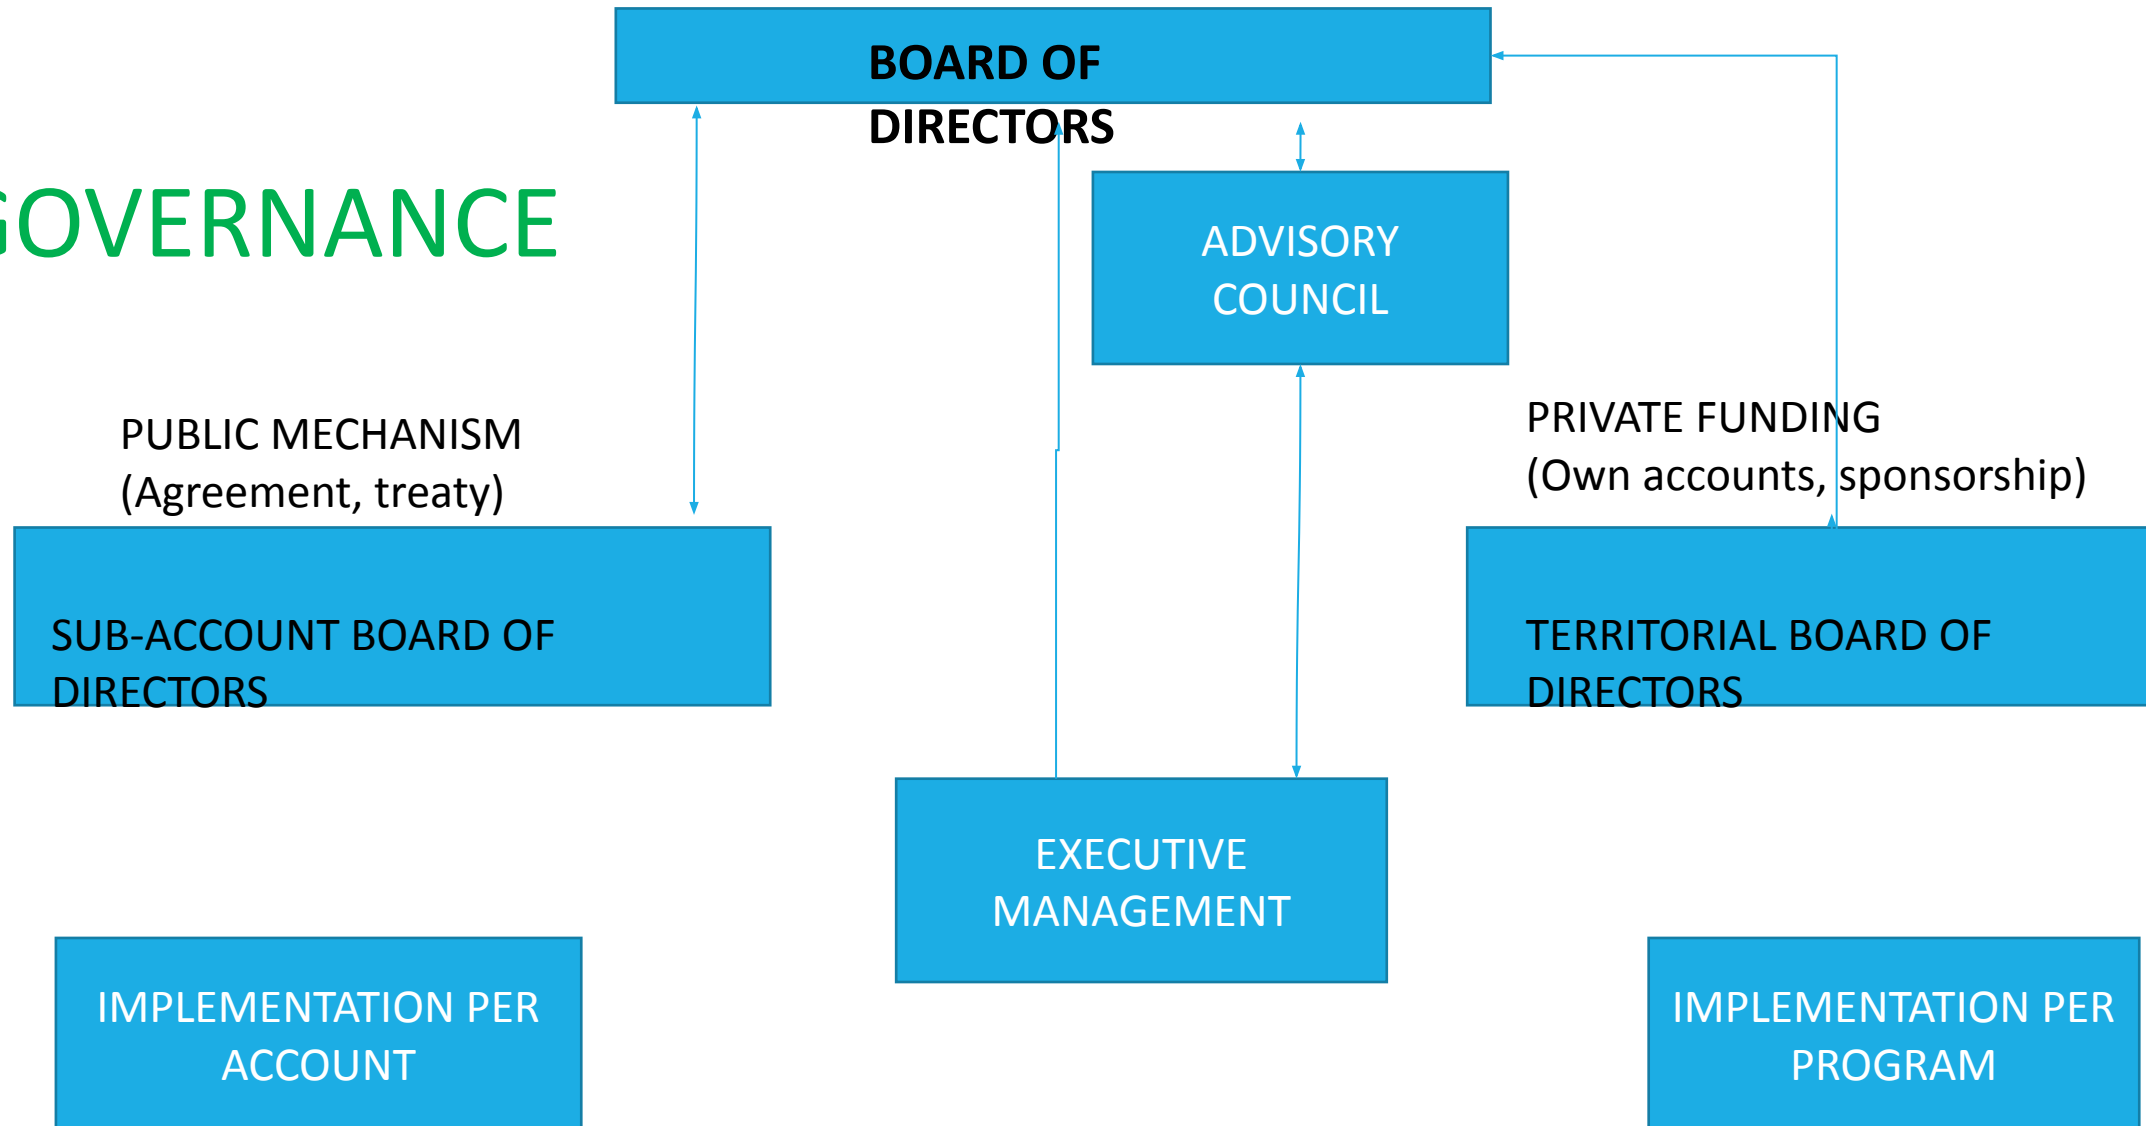 BOARD OF
DIRECTORS
GOVERNANCE
ADVISORY
COUNCIL
PUBLIC MECHANISM
(Agreement, treaty)
PRIVATE FUNDING
(Own accounts, sponsorship)
SUB-ACCOUNT BOARD OF
DIRECTORS
TERRITORIAL BOARD OF
DIRECTORS
EXECUTIVE
MANAGEMENT
IMPLEMENTATION PER
ACCOUNT
IMPLEMENTATION PER
PROGRAM